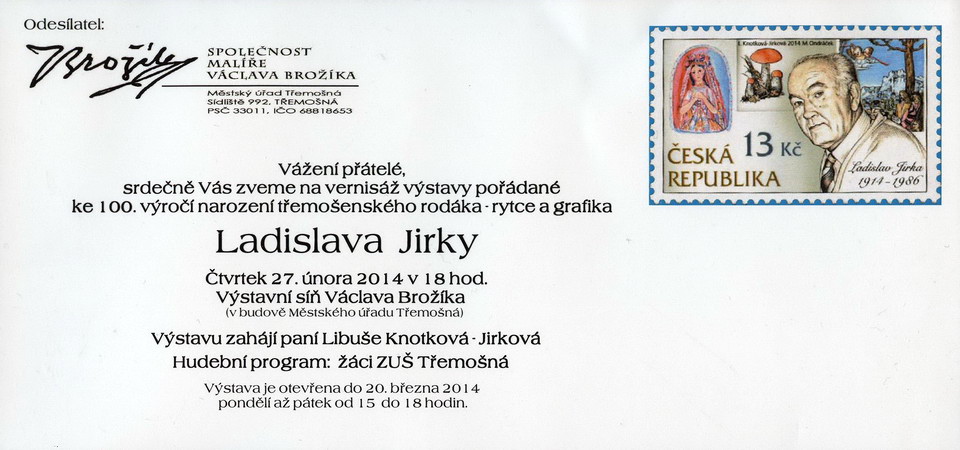 Odesílatel:
Brožík
SPOLEČNOST
MALÍŘE
VÁCLAVA BROŽÍKA
Městský úřad Třemošná
Sídliště 992, TŘEMOŠNÁ
PSČ 33011, IČO 68818653
L. Knotková-Jirková 2014 M. Ondráček
ČESKÁ
REPUBLIKA
13 Kč
Ladislav Jirka
1914-1986
Vážení přátelé,
srdečně Vás zveme na vernisáž výstavy pořádané
ke 100. výročí narození třemošenského rodáka - rytce a grafika
Ladislava Jirky
Čtvrtek 27. února 2014 v 18 hod.
Výstavní síň Václava Brožíka
(v budově Městského úřadu Třemošná)
Výstavu zahájí paní Libuše Knotková - Jirková
Hudební program: žáci ZUŠ Třemošná
Výstava je otevřena do 20. března 2014
pondělí až pátek od 15 do 18 hodin.